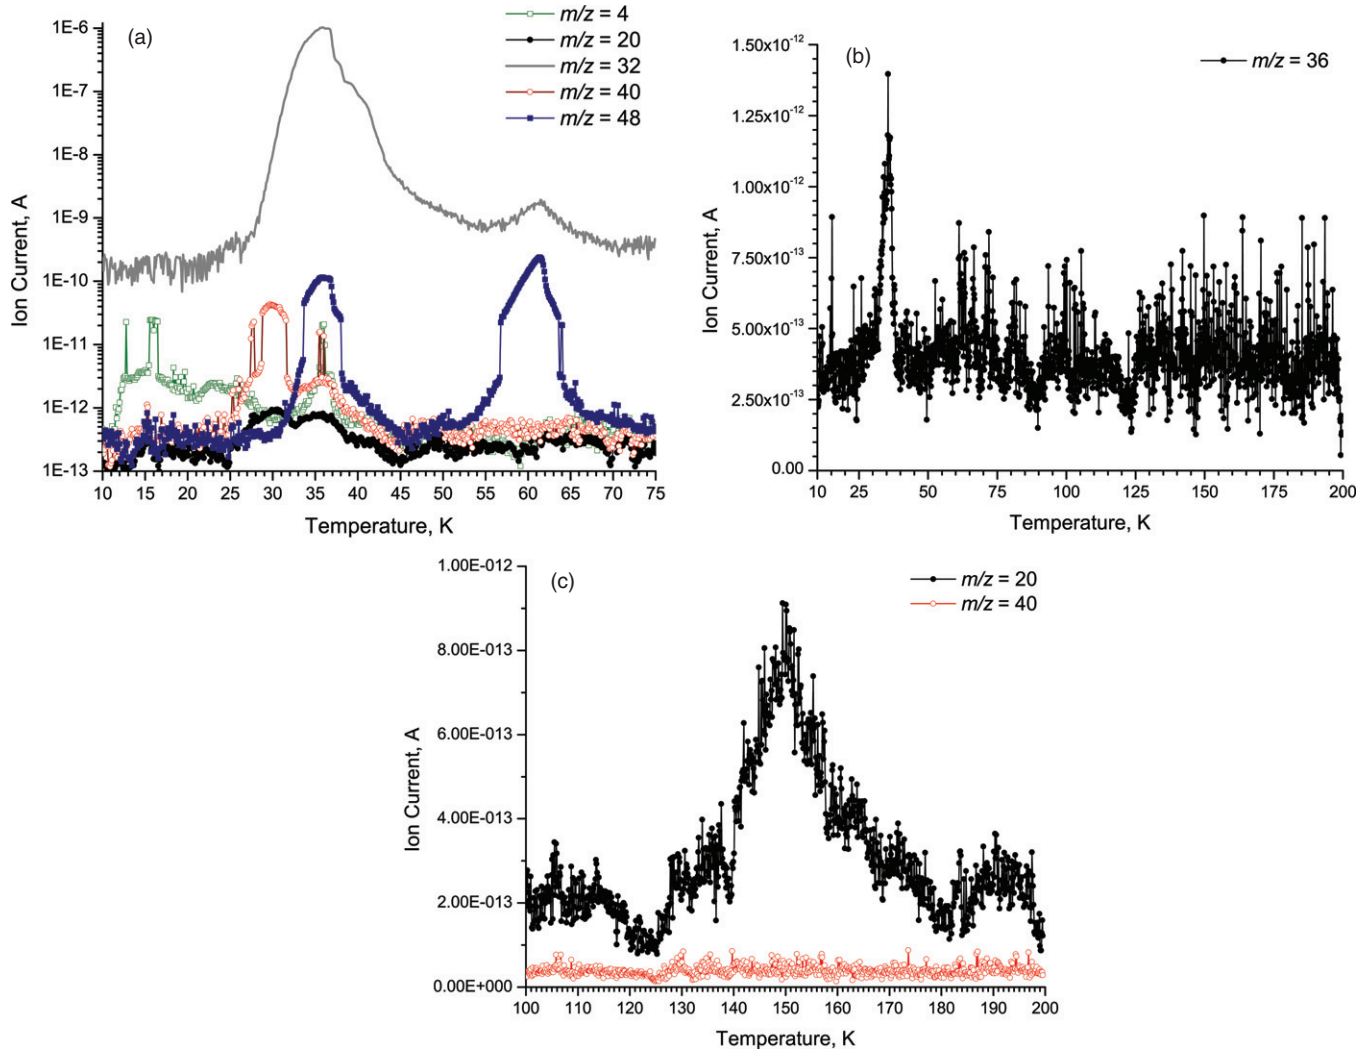 (a)
m/z = 4
m/z = 20
m/z = 32
m/z = 40
m/z = 48
1E-6
1E-7
1E-8
1E-9
1E-10
1E-11
1E-12
1E-13
Ion Current, A
10 15 20 25 30 35 40 45 50 55 60 65 70 75
Temperature, K
(b)
m/z = 36
1.50x10-12
1.25x10-12
1.00x10-12
7.50x10-13
5.00x10-13
2.50x10-13
0.00
Ion Current, A
10 25 50 75 100 125 150 175 200
Temperature, K
(c)
m/z = 20
m/z = 40
1.00E-012
8.00E-013
6.00E-013
4.00E-013
2.00E-013
0.00E+000
Ion Current, A
100 110 120 130 140 150 160 170 180 190 200
Temperature, K